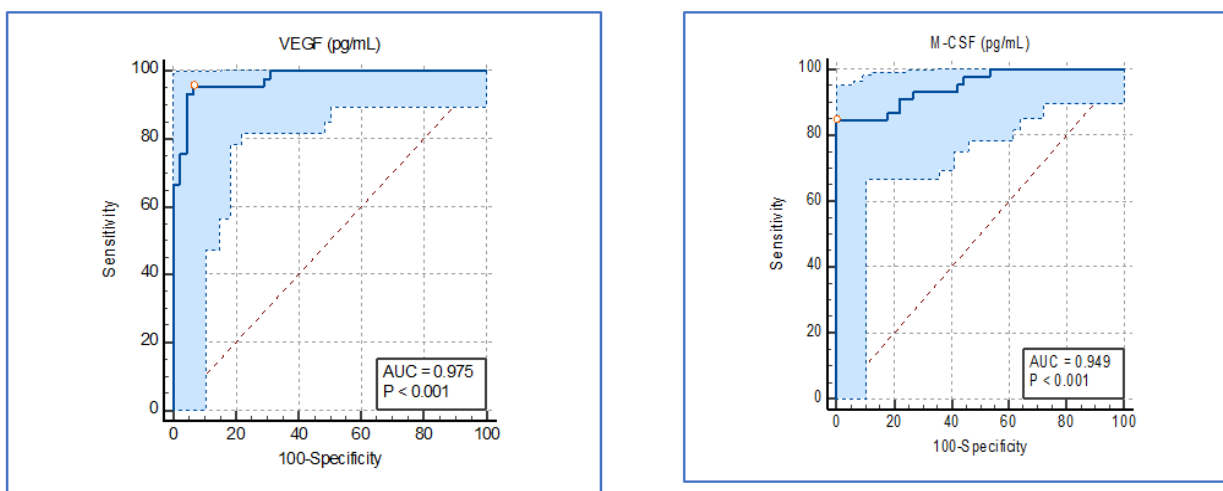 VEGF (pg/mL)
100
80
60
40
20
0
Sensitivity
AUC = 0.975
P < 0.001
0 20 40 60 80 100
100-Specificity
M-CSF (pg/mL)
100
80
60
40
20
0
Sensitivity
AUC = 0.949
P < 0.001
0 20 40 60 80 100
100-Specificity